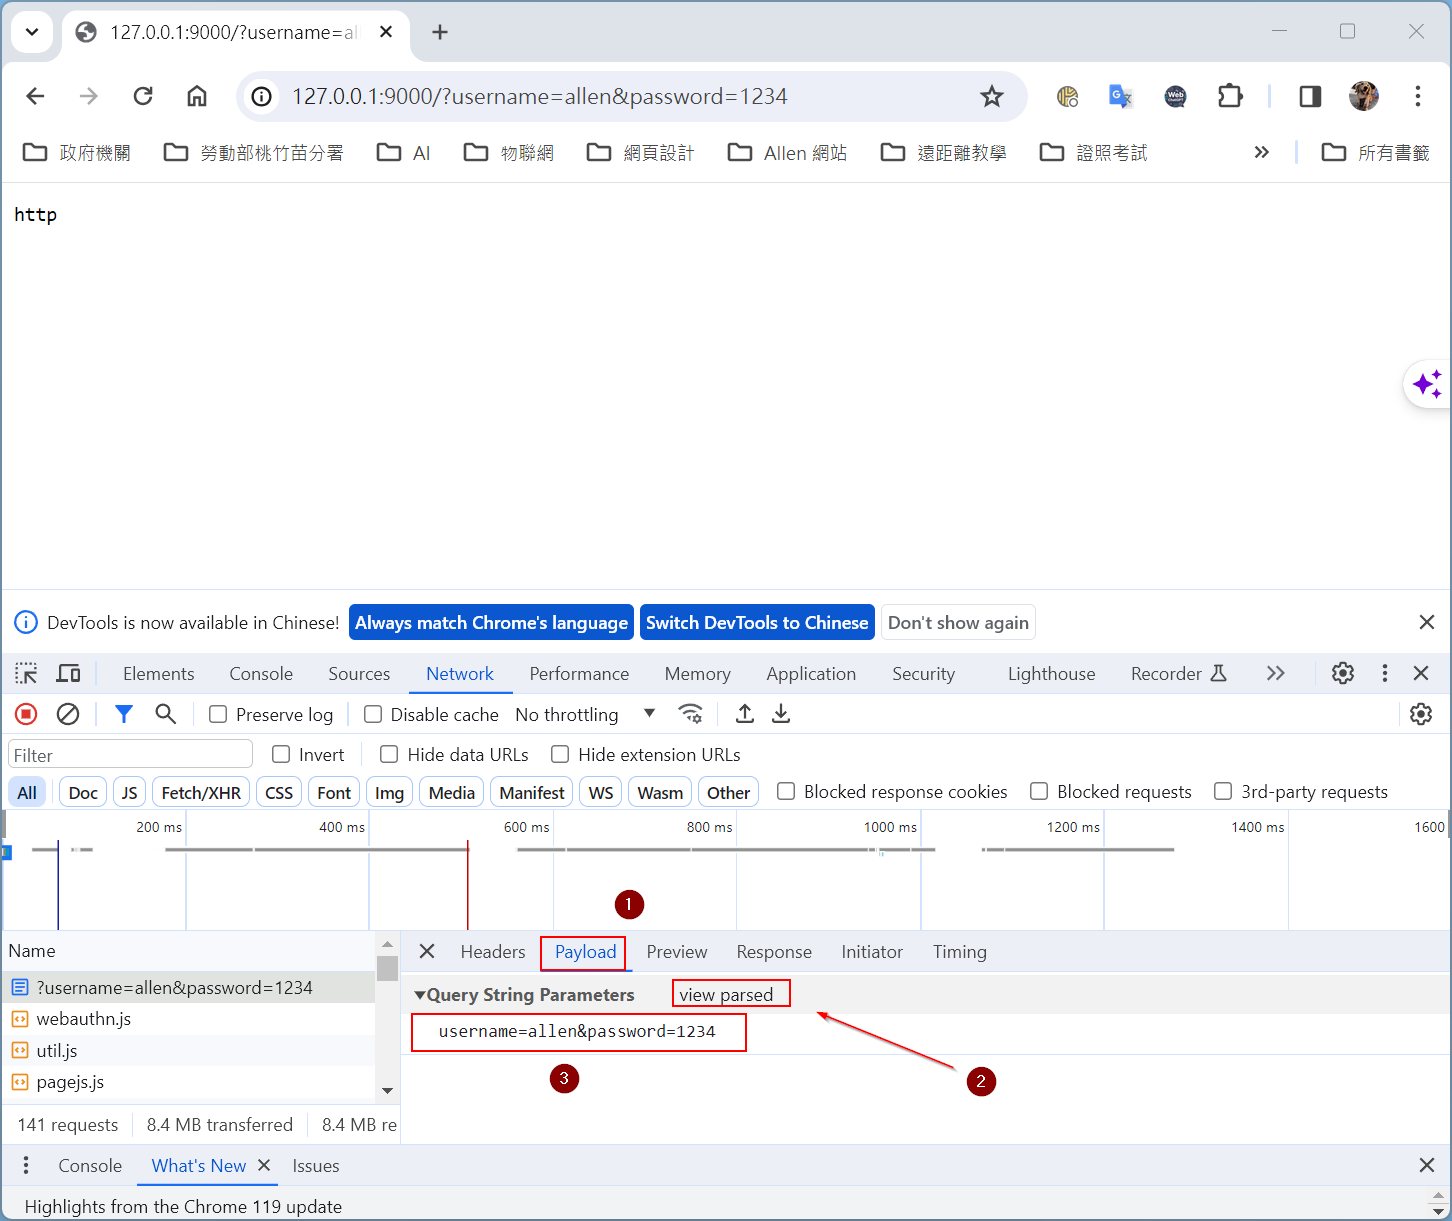 127.0.0.1:9000/?username=al
127.0.0.1:9000/?username=allen&password=1234
政府機關 勞動部桃竹苗分署 AI 物聯網 網頁設計 Allen 網站 遠距離教學 證照考試 所有書籤
http
DevTools is now available in Chinese! Always match Chrome's language Switch DevTools to Chinese Don't show again
Elements Console Sources Network Performance Memory Application Security Lighthouse Recorder
Preserve log Disable cache No throttling
Filter Invert Hide data URLs Hide extension URLs
All Doc JS Fetch/XHR CSS Font Img Media Manifest WS Wasm Other Blocked response cookies Blocked requests 3rd-party requests
200 ms 400 ms 600 ms 800 ms 1000 ms 1200 ms 1400 ms 1600
1
Name Headers Payload Preview Response Initiator Timing
?username=allen&password=1234 Query String Parameters view parsed
webauthn.js username=allen&password=1234
util.js
pagejs.js 3 2
141 requests 8.4 MB transferred 8.4 MB re
Console What's New Issues
Highlights from the Chrome 119 update